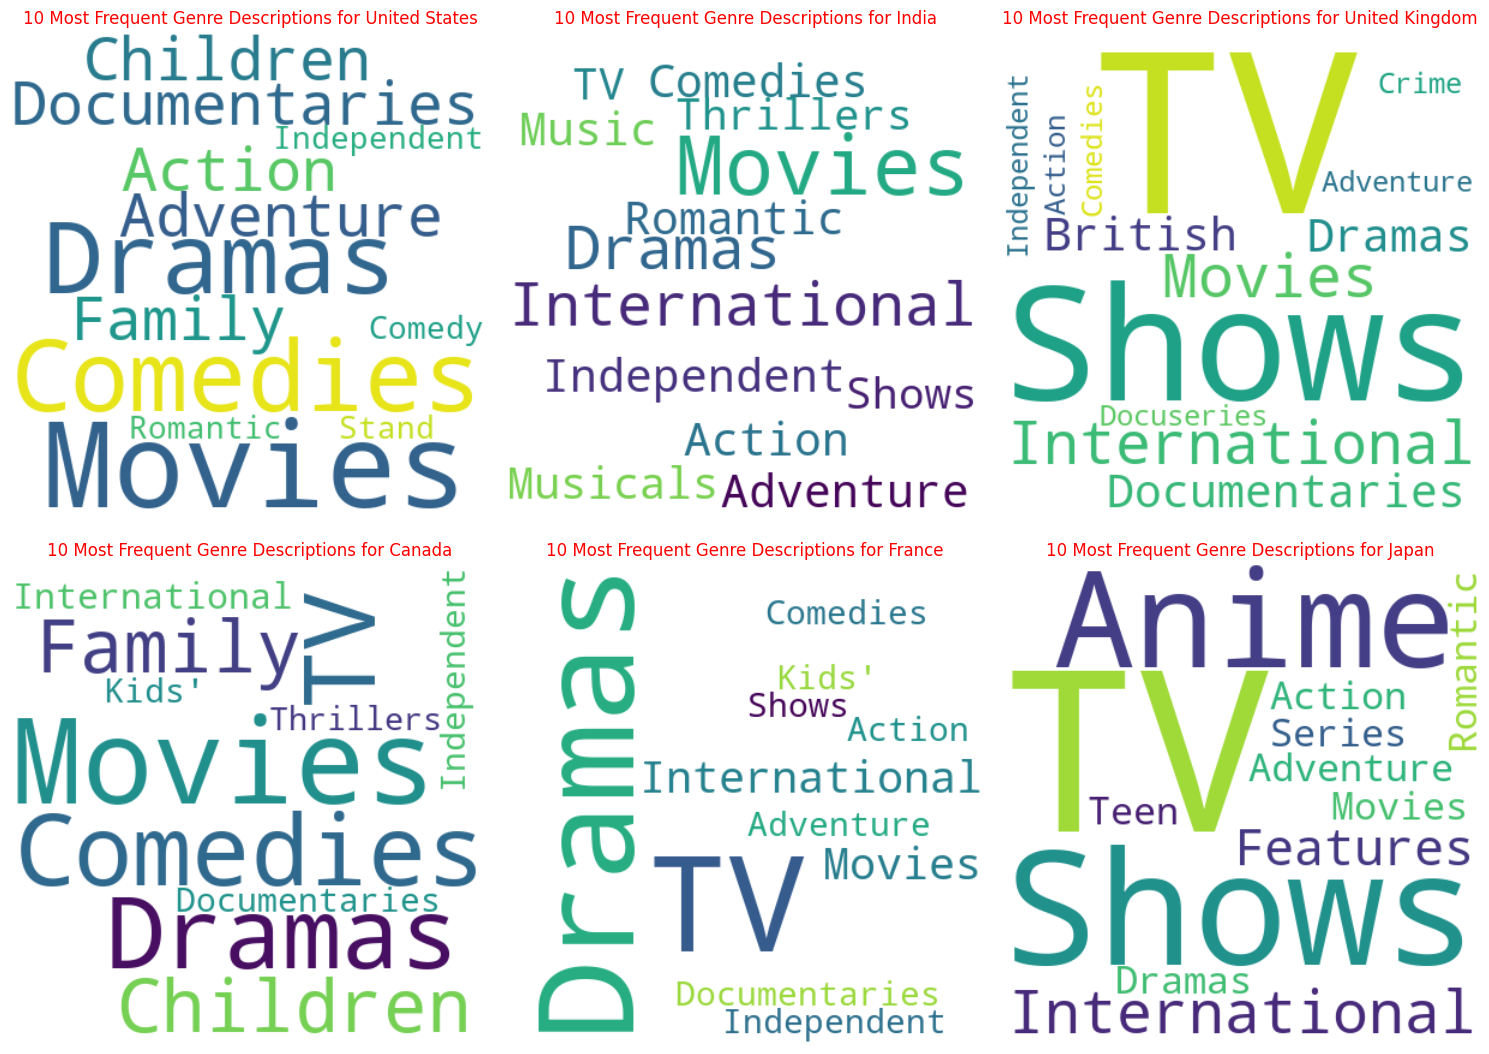 10 Most Frequent Genre Descriptions for United States
Children
Documentaries
Independent
Action
Adventure
Dramas
Family
Comedy
Comedies
Romantic
Stand
Movies
10 Most Frequent Genre Descriptions for India
TV
Comedies
Thrillers
Music
Movies
Romantic
Dramas
International
Independent
Shows
Action
Musicals
Adventure
10 Most Frequent Genre Descriptions for United Kingdom
TV
Crime
Independent
Action
Comedies
Adventure
British
Dramas
Movies
Shows
Docuseries
International
Documentaries
10 Most Frequent Genre Descriptions for Canada
International
TV
Independent
Family
Kids'
Thrillers
Movies
Comedies
Documentaries
Dramas
Children
10 Most Frequent Genre Descriptions for France
Dramas
Comedies
Kids'
Shows
Action
International
Adventure
TV
Movies
Documentaries
Independent
10 Most Frequent Genre Descriptions for Japan
Anime
Romantic
TV
Action
Series
Adventure
Teen
Movies
Features
Shows
Dramas
International